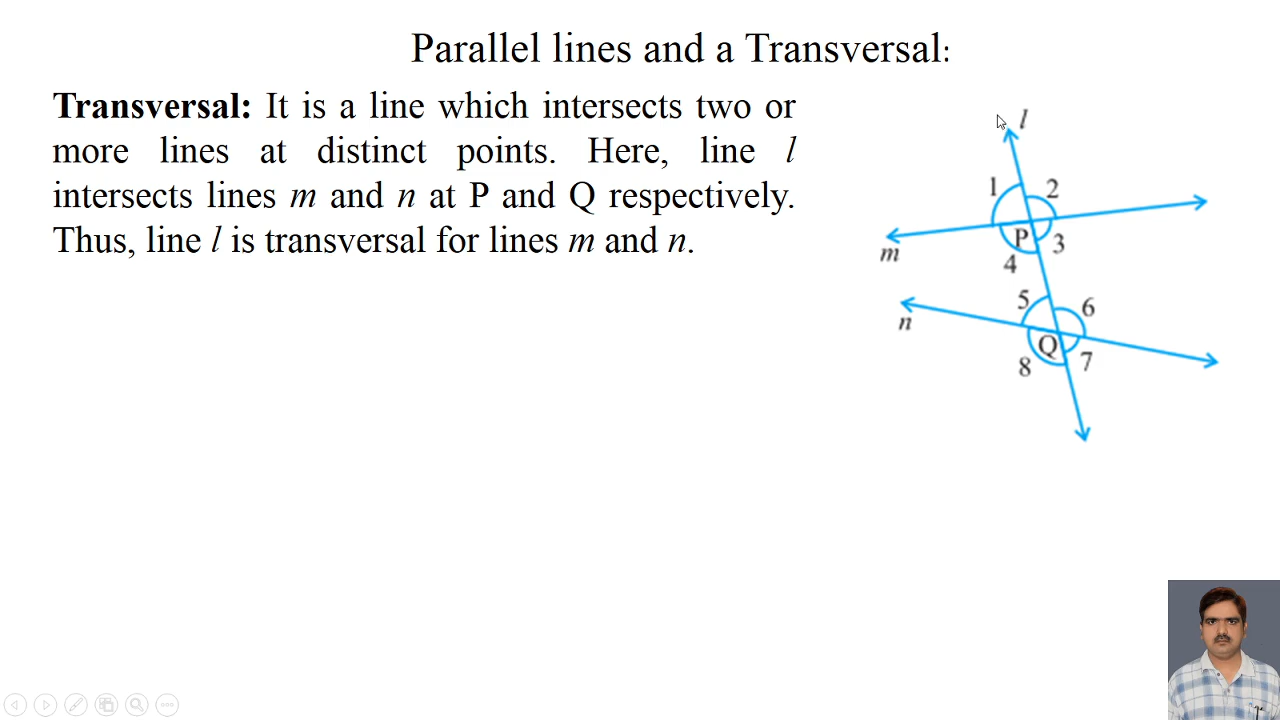 Parallel lines and a Transversal:
Transversal: It is a line which intersects two or
more lines at distinct points. Here, line l
intersects lines m and n at P and Q respectively.
Thus, line l is transversal for lines m and n.
l
1 2
P 3
m
4
5 6
n
Q
8 7